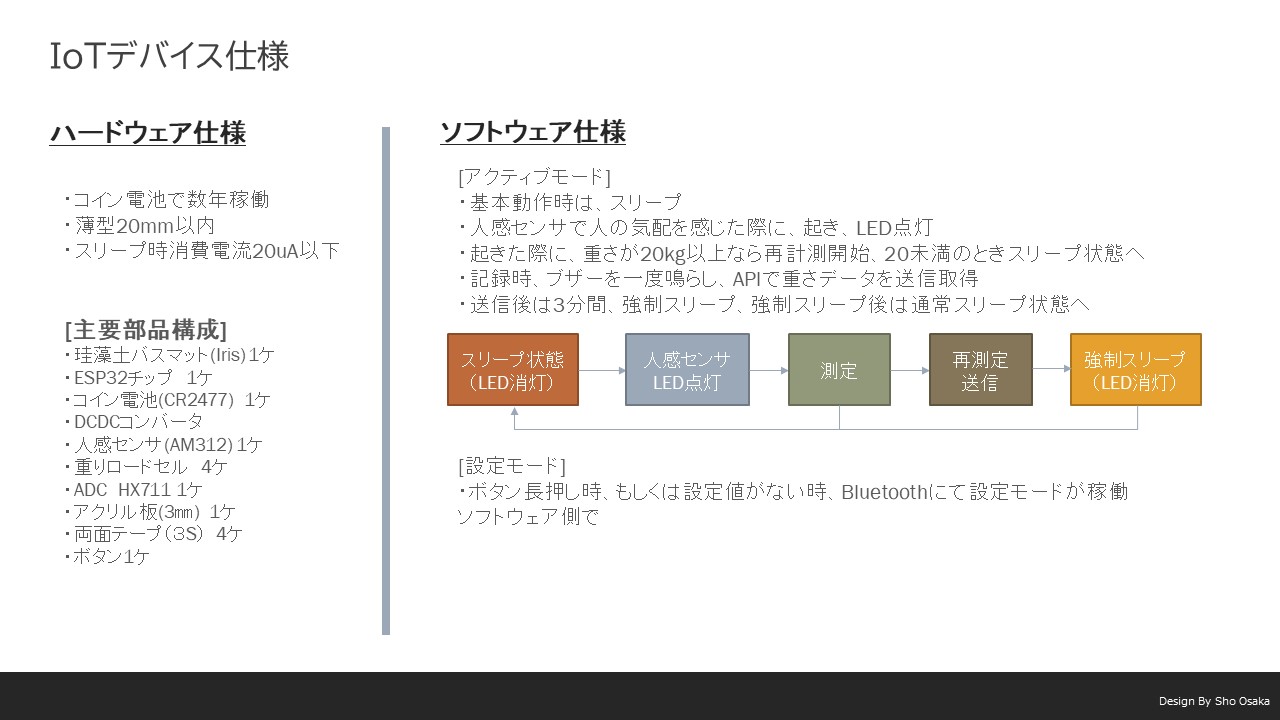 IoTデバイス仕様
ハードウェア仕様
・コイン電池で数年稼働
・薄型20mm以内
・スリープ時消費電流20uA以下
[主要部品構成]
・珪藻土バスマット(Iris) 1ケ
・ESP32チップ　1ケ
・コイン電池(CR2477)  1ケ
・DCDCコンバータ
・人感センサ(AM312) 1ケ
・重りロードセル　4ケ
・ADC　HX711 1ケ
・アクリル板(3㎜)  1ケ
・両面テープ（３S）　4ケ
・ボタン1ケ
ソフトウェア仕様
[アクティブモード]
・基本動作時は、スリープ
・人感センサで人の気配を感じた際に、起き、LED点灯
・起きた際に、重さが20kg以上なら再計測開始、20未満のときスリープ状態へ
・記録時、ブザーを一度鳴らし、APIで重さデータを送信取得
・送信後は3分間、強制スリープ、強制スリープ後は通常スリープ状態へ
スリープ状態
（LED消灯）
人感センサ
LED点灯
測定
再測定
送信
強制スリープ
（LED消灯）
[設定モード]
・ボタン長押し時、もしくは設定値がない時、Bluetoothにて設定モードが稼働
ソフトウェア側で
Design By Sho Osaka